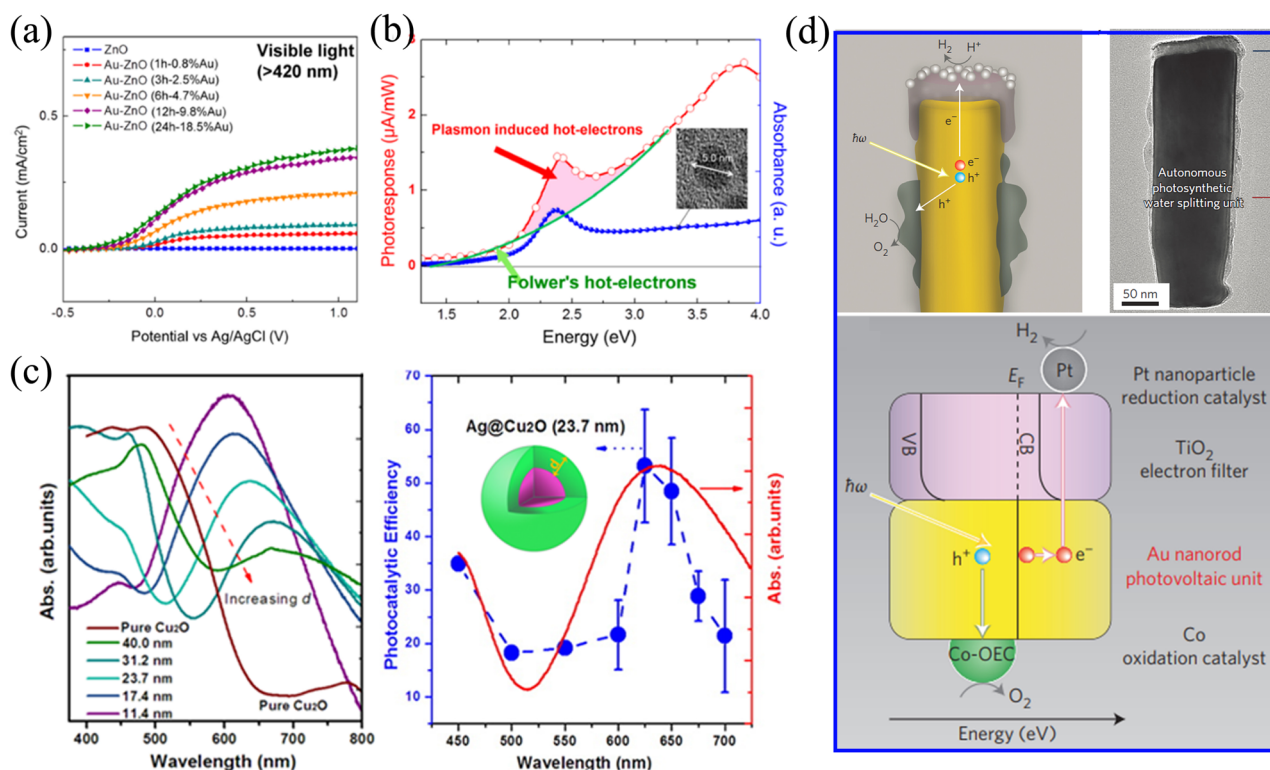 (a)
ZnO
Au-ZnO (1h-0.8%Au)
Au-ZnO (3h-2.5%Au)
Au-ZnO (6h-4.7%Au)
Au-ZnO (12h-9.8%Au)
Au-ZnO (24h-18.5%Au)
Visible light
(>420 nm)
Current (mA/cm²)
0.5
0.0
-0.5
0.0
0.5
1.0
Potential vs Ag/AgCl (V)
(b)
Photoresponse (µA/mW)
2
1
0
Plasmon induced hot-electrons
5.0 nm
Folwer's hot-electrons
Absorbance (a. u.)
1.5
2.0
2.5
3.0
3.5
4.0
Energy (eV)
(c)
Abs. (arb.units)
Increasing d
Pure Cu₂O
40.0 nm
31.2 nm
23.7 nm
17.4 nm
11.4 nm
Pure Cu₂O
400
500
600
700
800
Wavelength (nm)
Photocatalytic Efficiency
70
60
50
40
30
20
10
Ag@Cu₂O (23.7 nm)
d
Abs. (arb.units)
450
500
550
600
650
700
Wavelength (nm)
(d)
H₂
H⁺
e⁻
ħω
e⁻
h⁺
h⁺
H₂O
O₂
Autonomous
photosynthetic
water splitting unit
50 nm
H₂
Pt
E_F
VB
CB
Pt nanoparticle
reduction catalyst
TiO₂
electron filter
ħω
h⁺
e⁻
Au nanorod
photovoltaic unit
Co-OEC
O₂
Co
oxidation catalyst
Energy (eV)